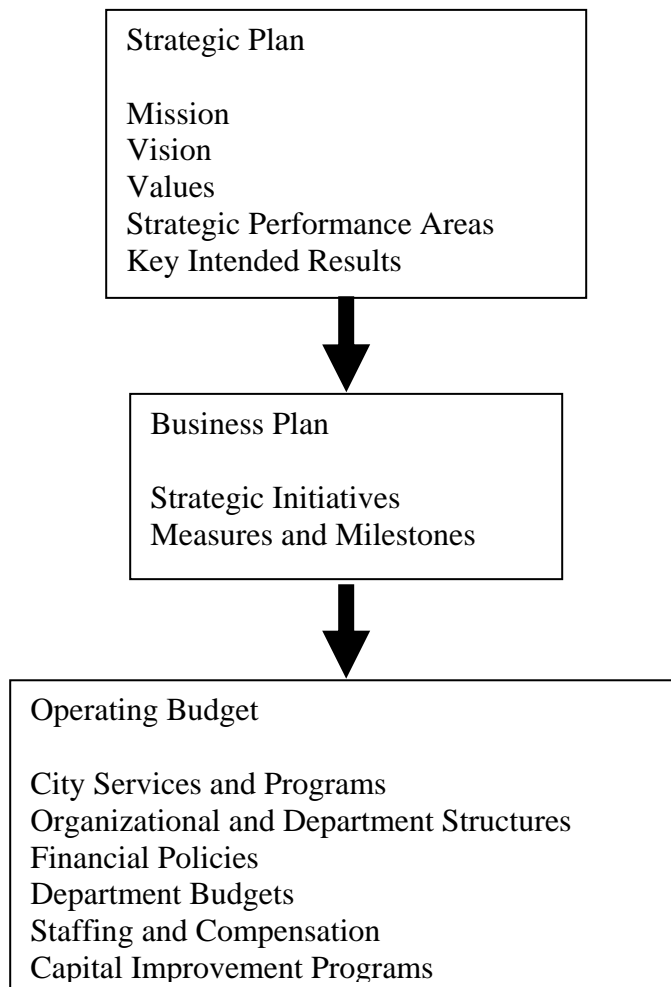 Strategic Plan
Mission
Vision
Values
Strategic Performance Areas
Key Intended Results
Business Plan
Strategic Initiatives
Measures and Milestones
Operating Budget
City Services and Programs
Organizational and Department Structures
Financial Policies
Department Budgets
Staffing and Compensation
Capital Improvement Programs